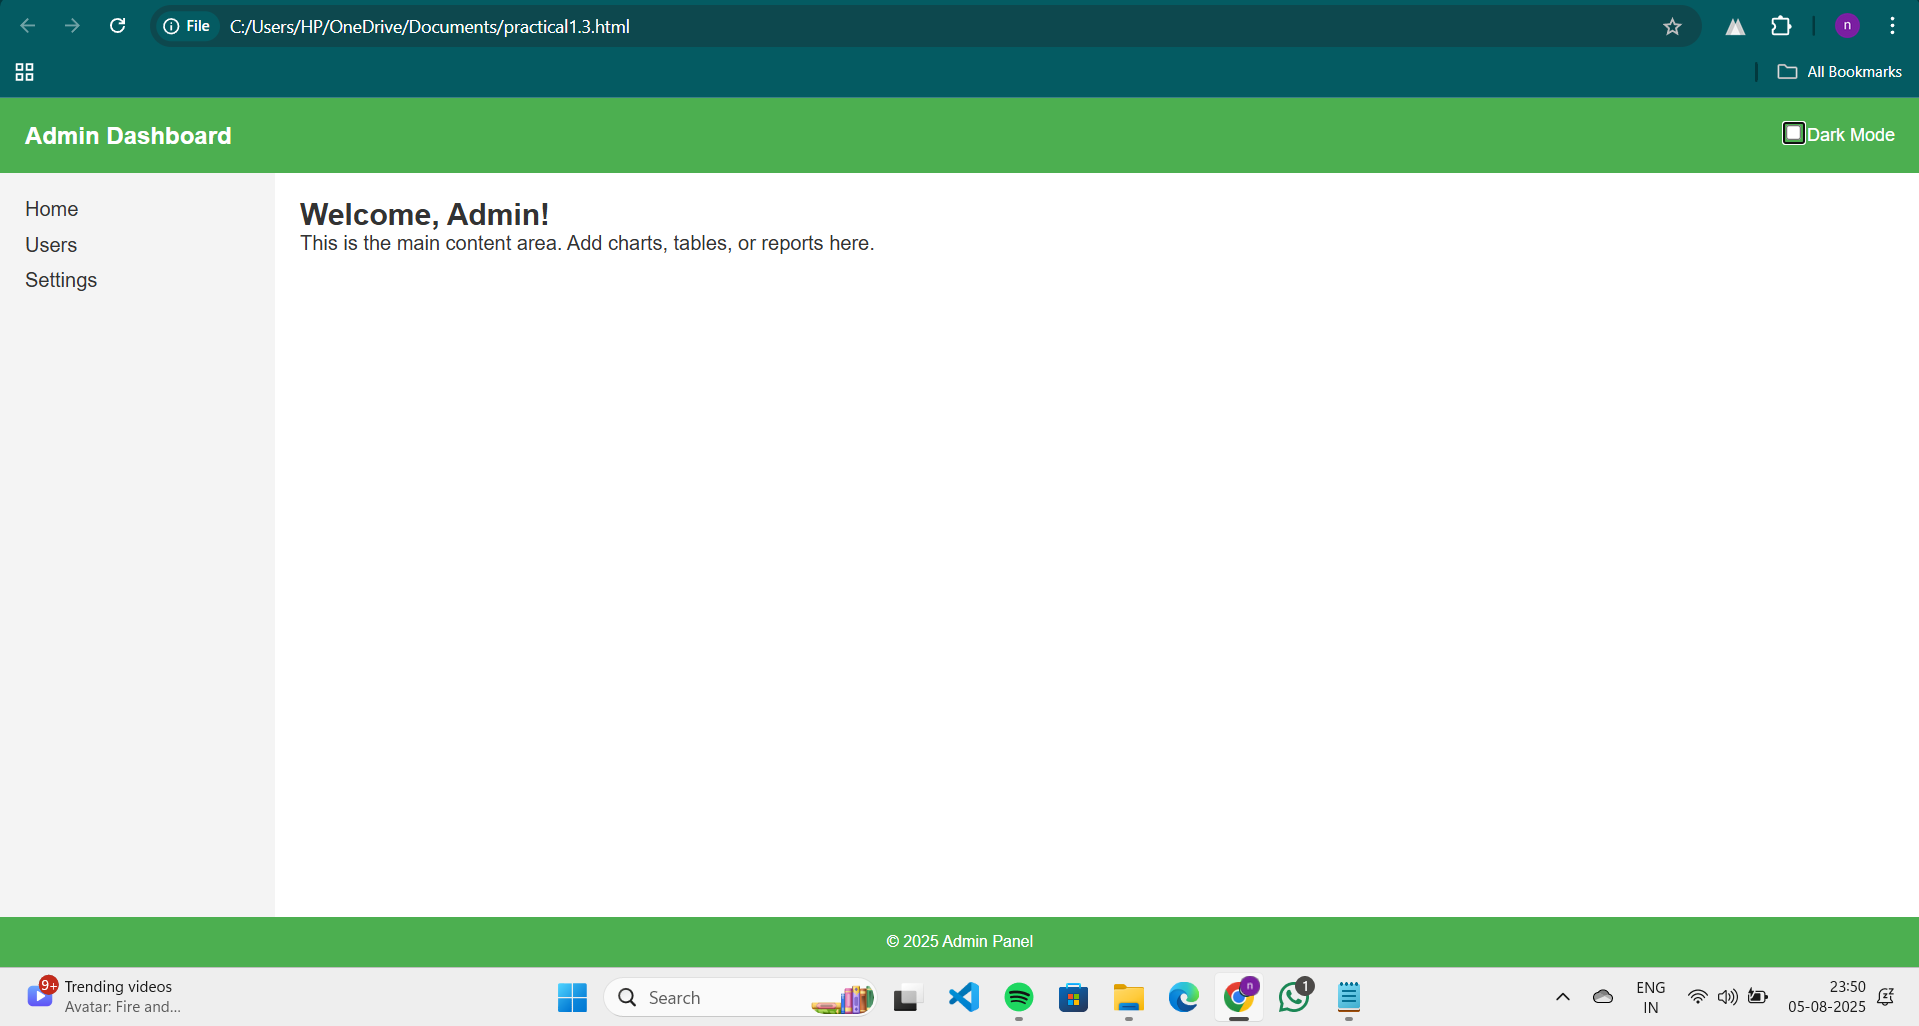 File C:/Users/HP/OneDrive/Documents/practical1.3.html n
All Bookmarks
Admin Dashboard
Dark Mode
Home
Users
Settings
Welcome, Admin!
This is the main content area. Add charts, tables, or reports here.
© 2025 Admin Panel
9+
Trending videos
Avatar: Fire and...
Search
n
1
ENG
IN
23:50
05-08-2025